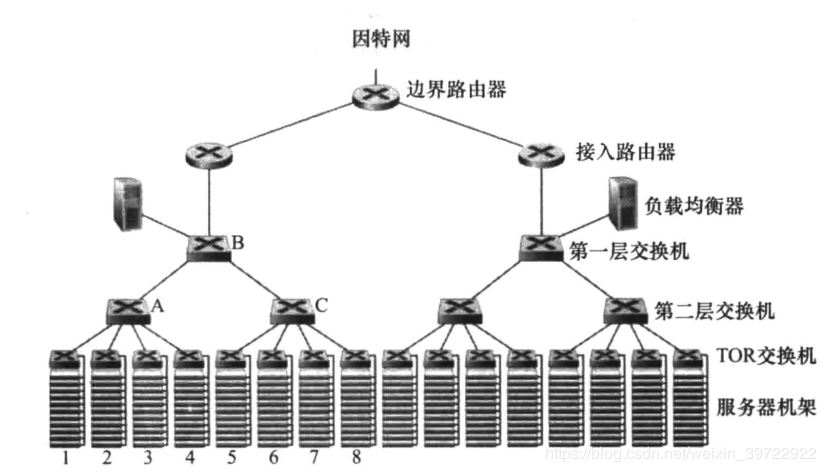 因特网
边界路由器
接入路由器
负载均衡器
B
第一层交换机
A
C
第二层交换机
TOR交换机
服务器机架
1 2 3 4 5 6 7 8
https://blog.csdn.net/weixin_39722922